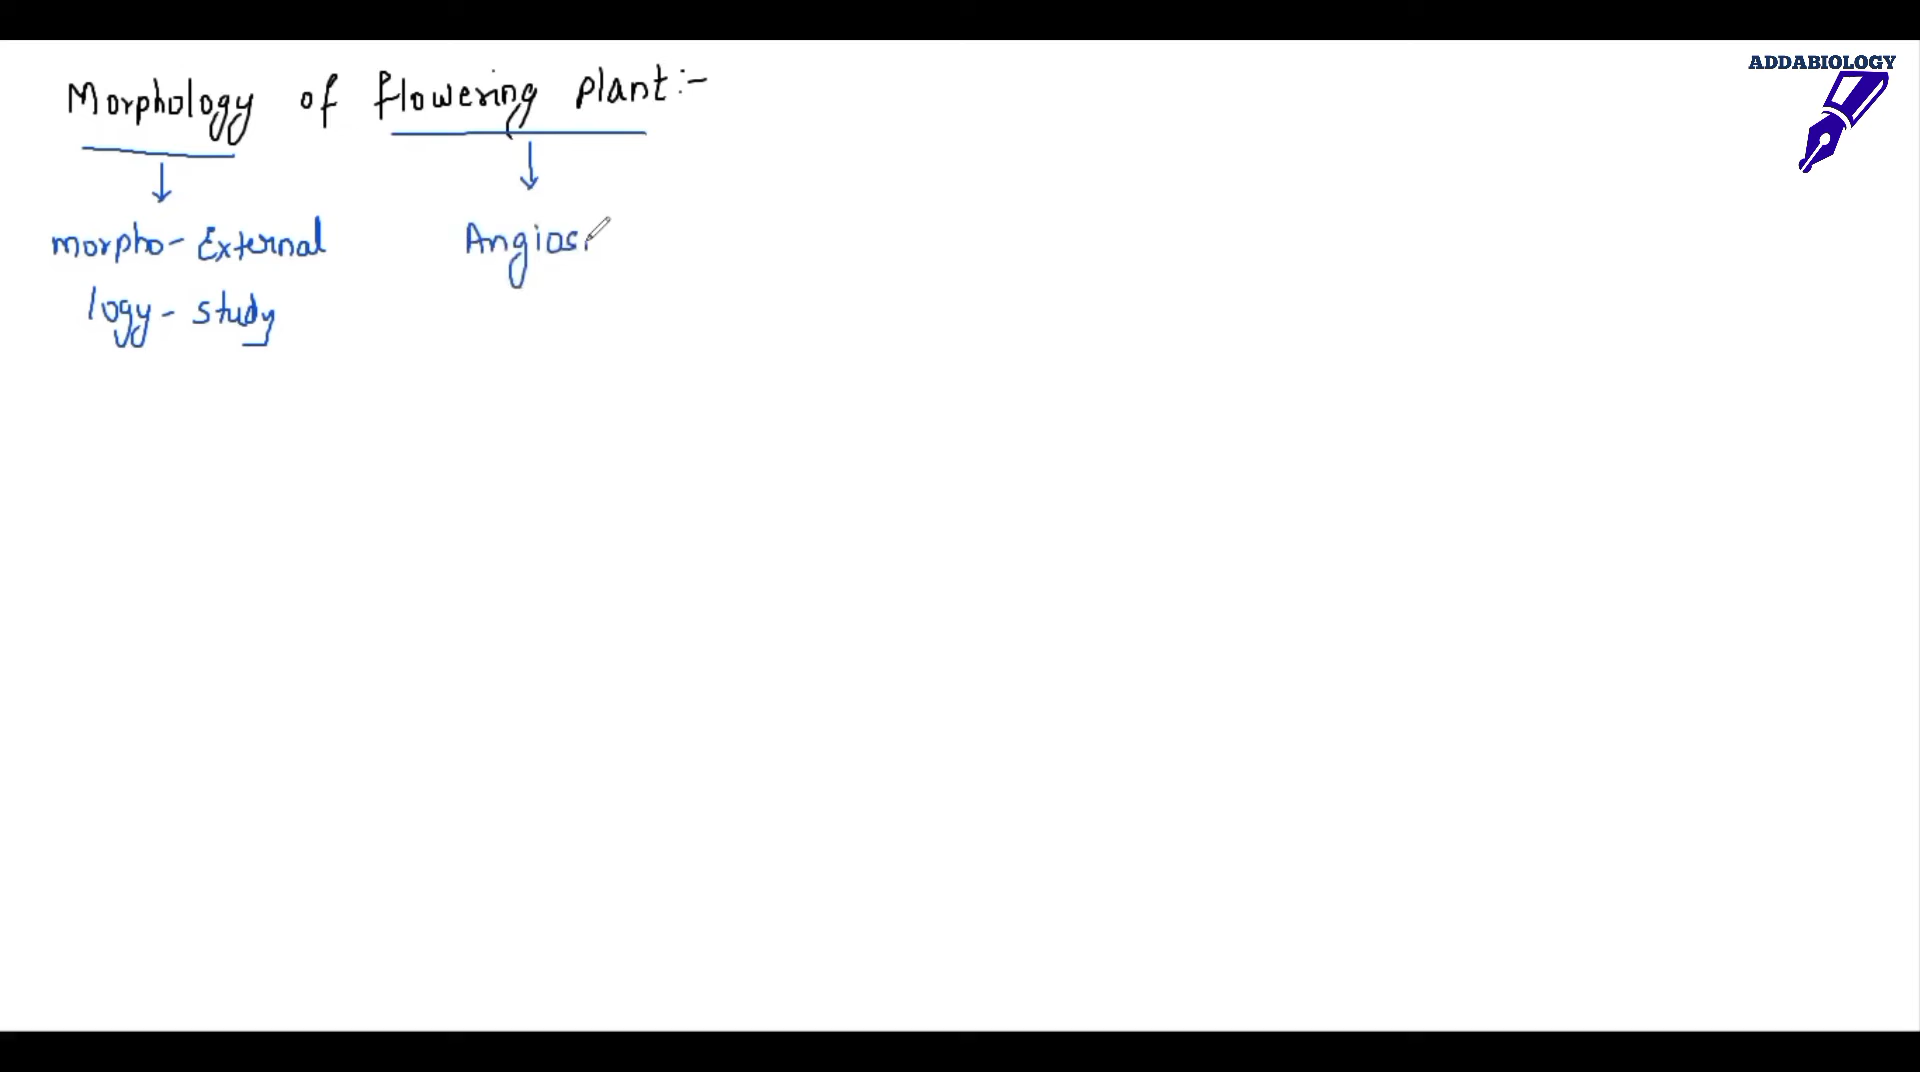 ADDABIOLOGY
Morphology of flowering plant:-
morpho - External
Angios
logy - study